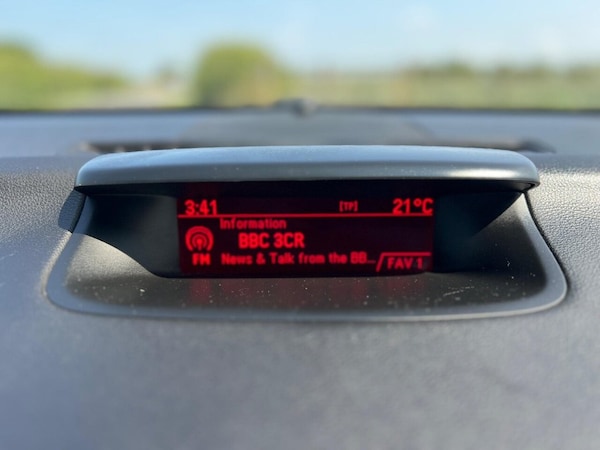 3:41 [TP] 21°C
Information
BBC 3CR
FM News & Talk from the BB... FAV 1